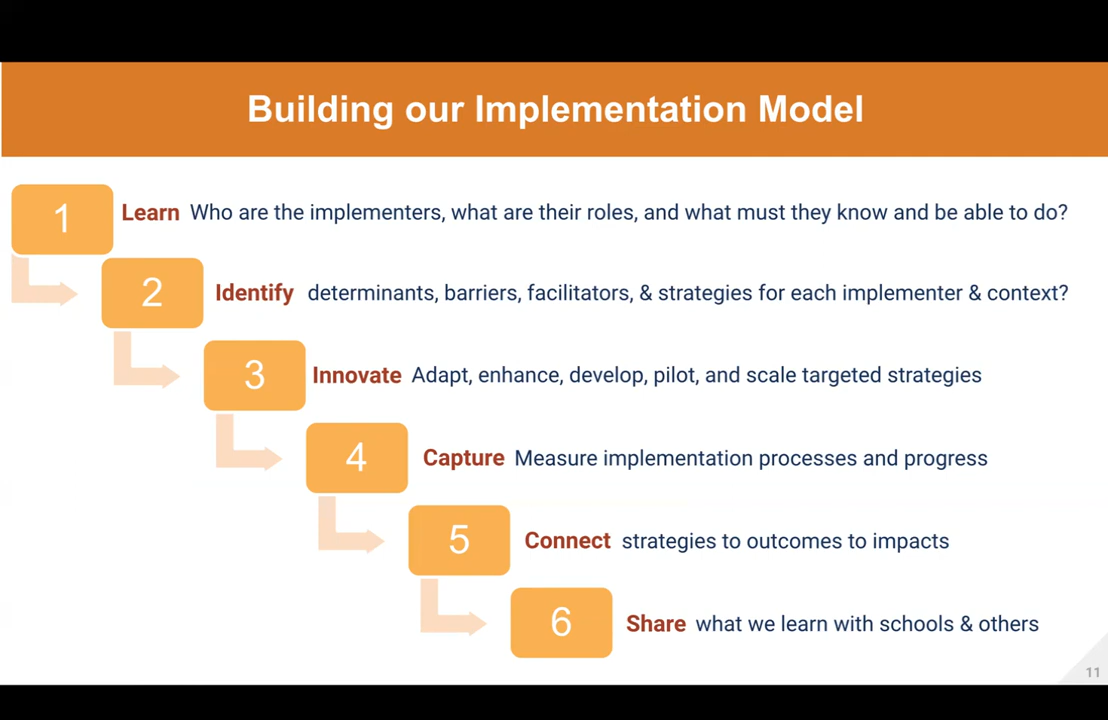 Building our Implementation Model
1
Learn Who are the implementers, what are their roles, and what must they know and be able to do?
2
Identify determinants, barriers, facilitators, & strategies for each implementer & context?
3
Innovate Adapt, enhance, develop, pilot, and scale targeted strategies
4
Capture Measure implementation processes and progress
5
Connect strategies to outcomes to impacts
6
Share what we learn with schools & others
11